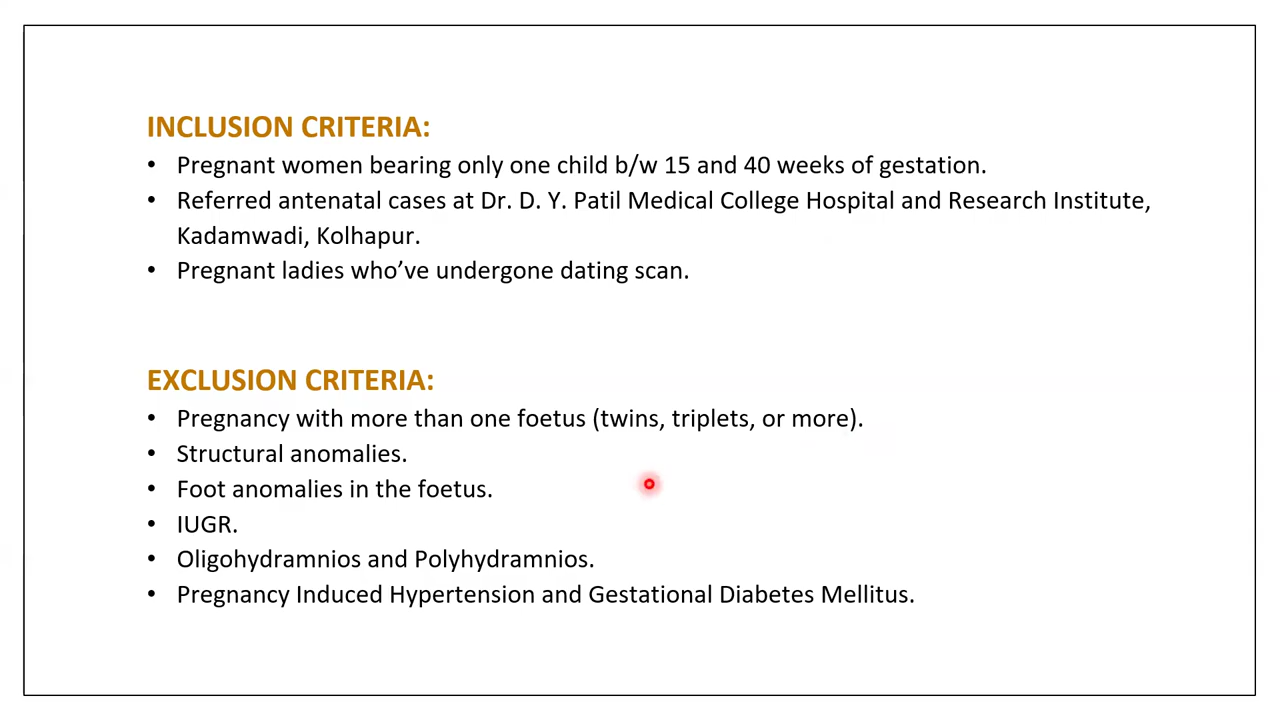 INCLUSION CRITERIA:
• Pregnant women bearing only one child b/w 15 and 40 weeks of gestation.
• Referred antenatal cases at Dr. D. Y. Patil Medical College Hospital and Research Institute,
Kadamwadi, Kolhapur.
• Pregnant ladies who’ve undergone dating scan.
EXCLUSION CRITERIA:
• Pregnancy with more than one foetus (twins, triplets, or more).
• Structural anomalies.
• Foot anomalies in the foetus.
• IUGR.
• Oligohydramnios and Polyhydramnios.
• Pregnancy Induced Hypertension and Gestational Diabetes Mellitus.